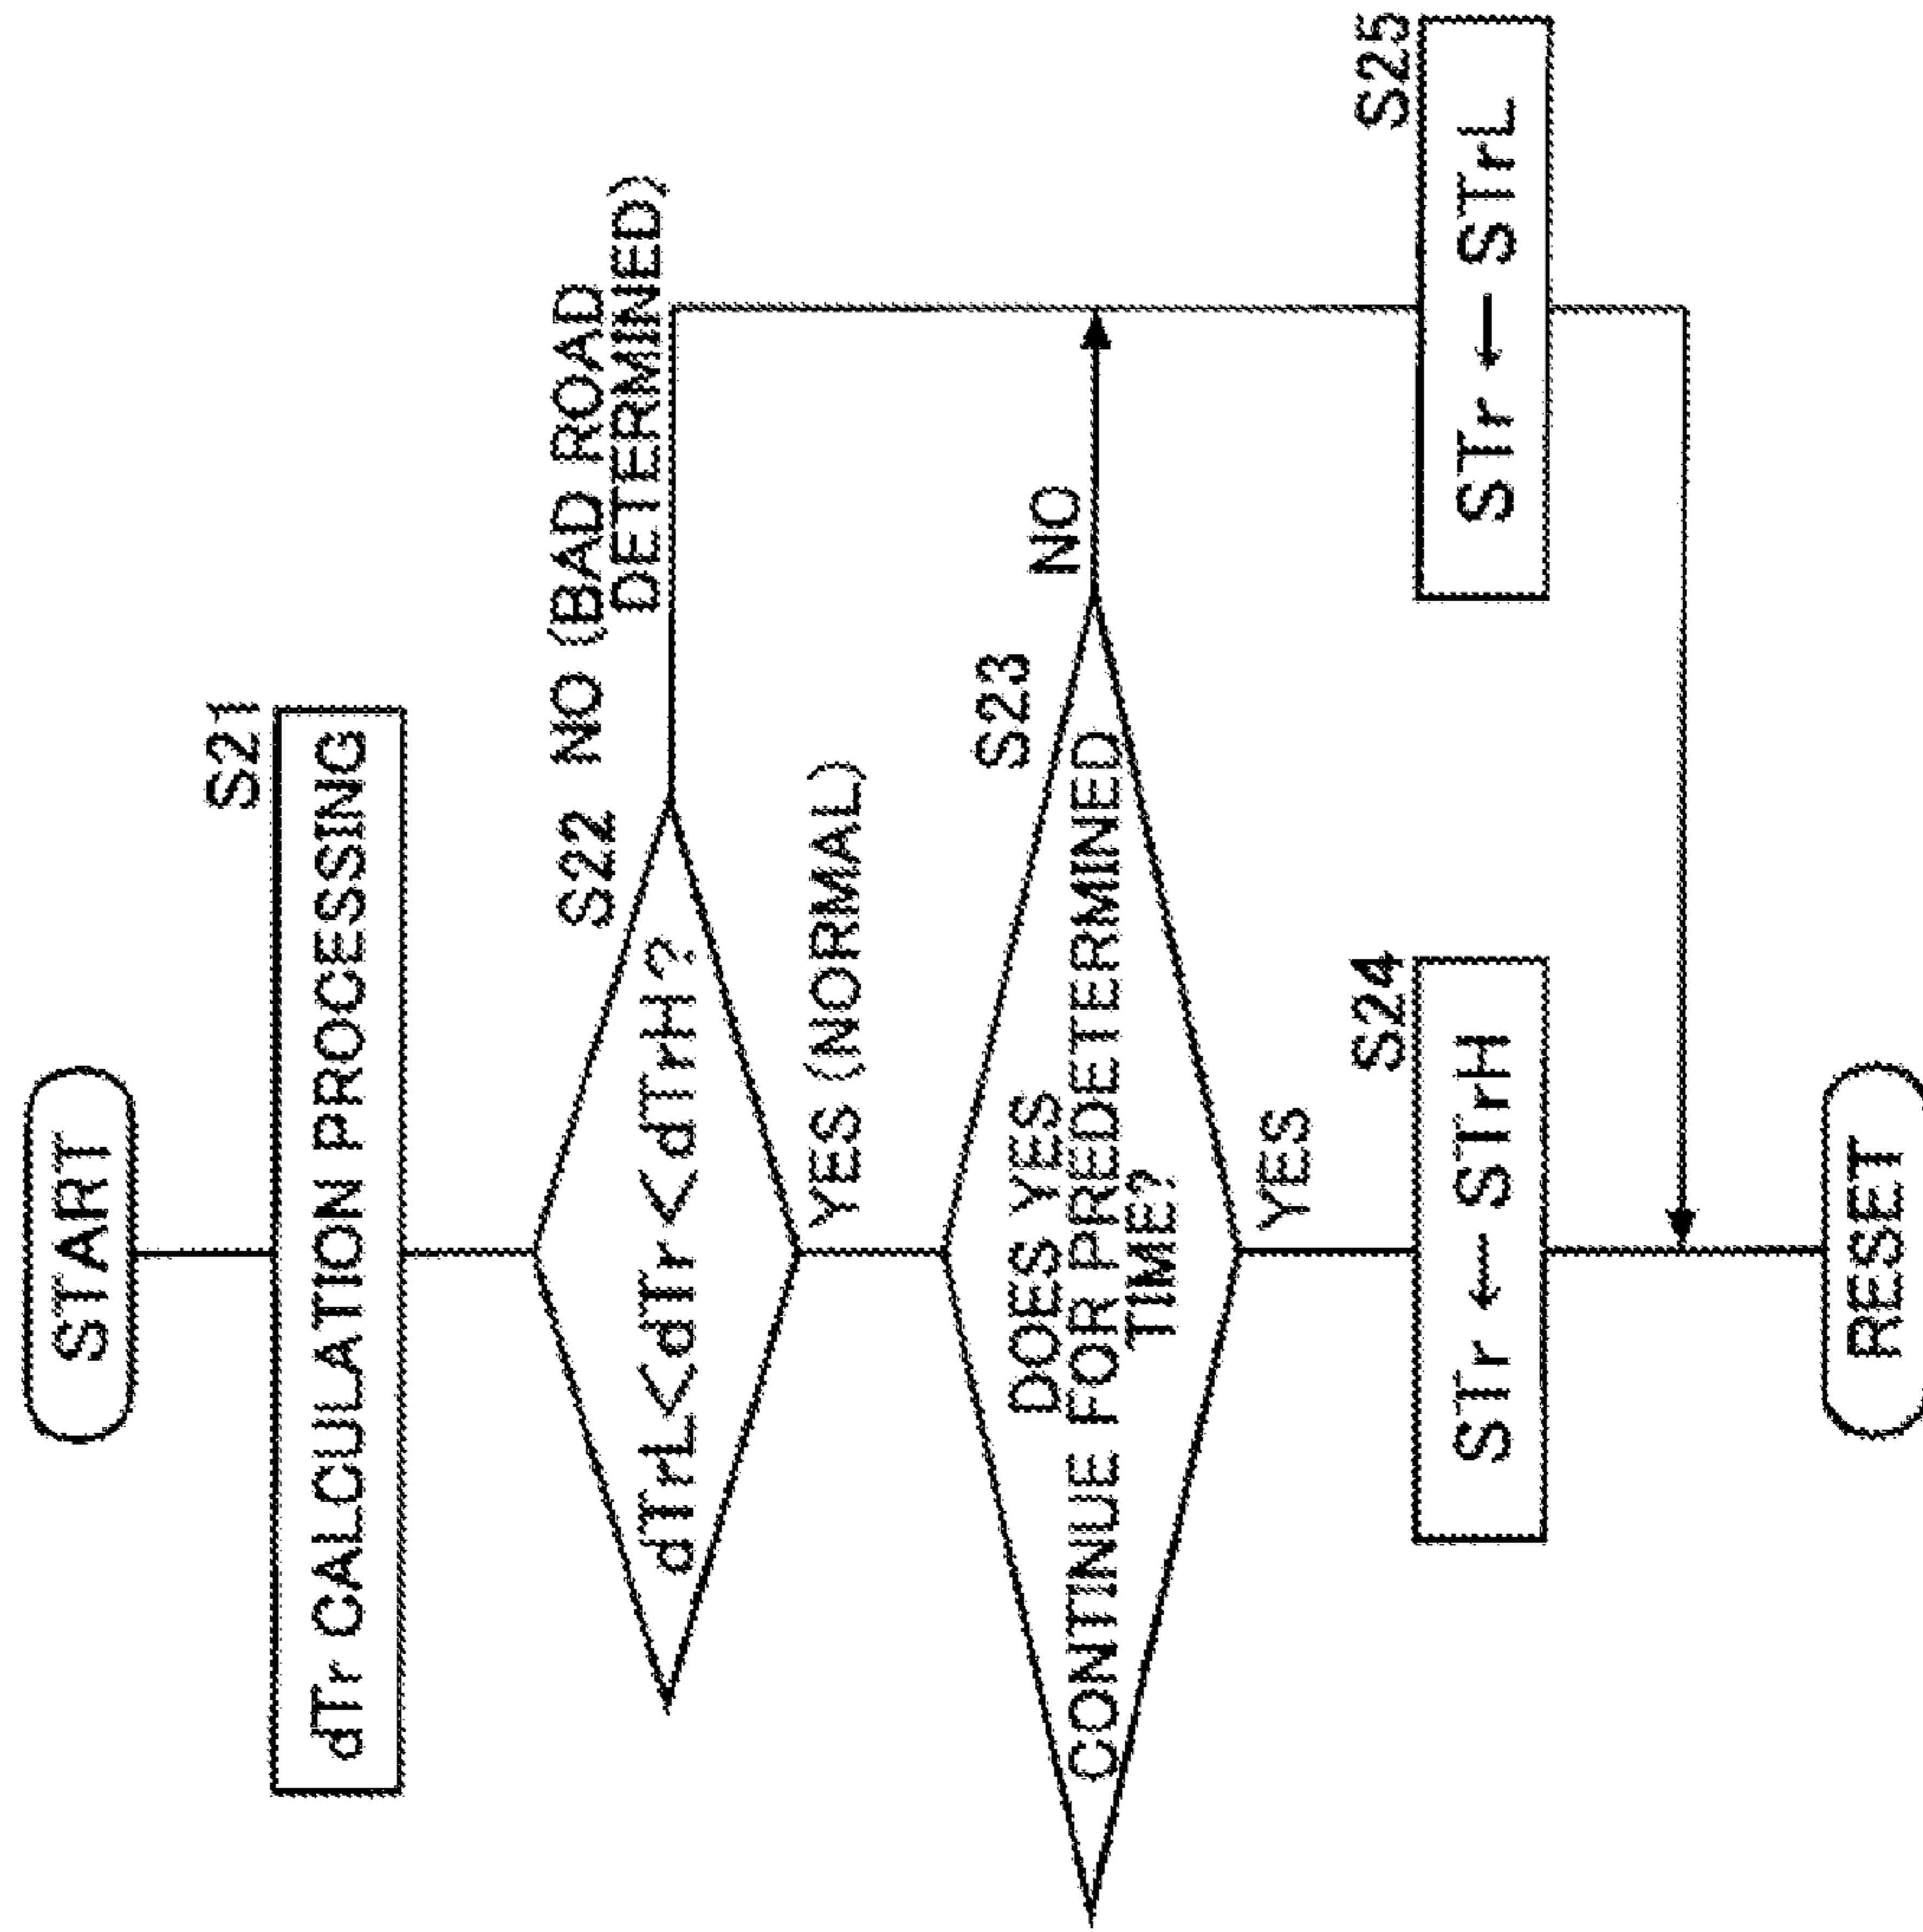 START
S21
dTr CALCULATION PROCESSING
S22
NO (BAD ROAD
DETERMINED)
dTrL<dTr<dTrH?
YES (NORMAL)
S23
DOES YES
CONTINUE FOR PREDETERMINED
TIME?
NO
YES
S24
STr ← STrH
S25
STr ← STrL
RESET